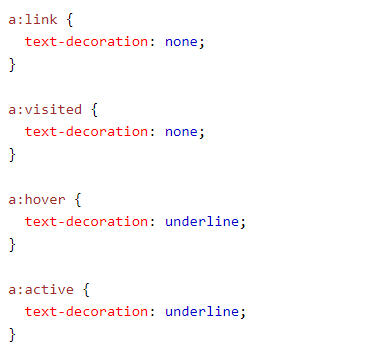 a:link {
  text-decoration: none;
}

a:visited {
  text-decoration: none;
}

a:hover {
  text-decoration: underline;
}

a:active {
  text-decoration: underline;
}